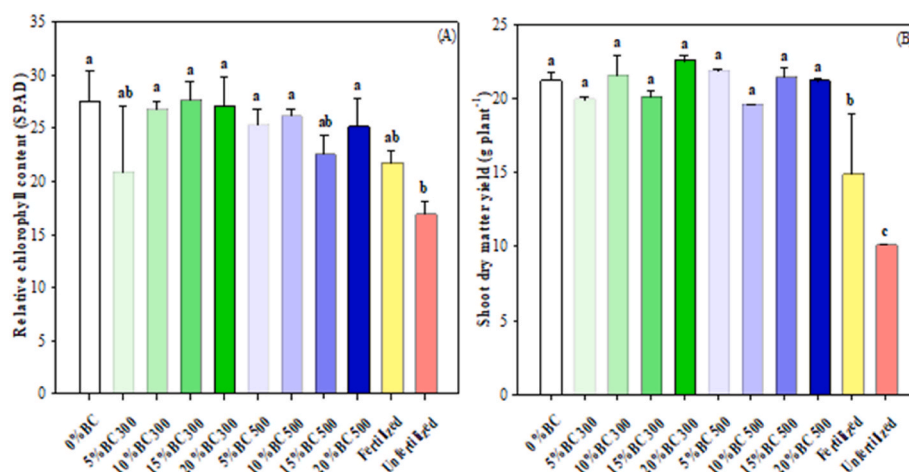 35
30
25
20
15
10
5
0
Relative chlorophyll content (SPAD)
(A)
a
ab
a
a
a
a
a
ab
a
ab
b
0%BC
5%BC300
10%BC300
15%BC300
20%BC300
5%BC500
10%BC500
15%BC500
20%BC500
Fertilized
Unfertilized
25
20
15
10
5
0
Shoot dry matter yield (g plant⁻¹)
(B)
a
a
a
a
a
a
a
a
a
b
c
0%BC
5%BC300
10%BC300
15%BC300
20%BC300
5%BC500
10%BC500
15%BC500
20%BC500
Fertilized
Unfertilized